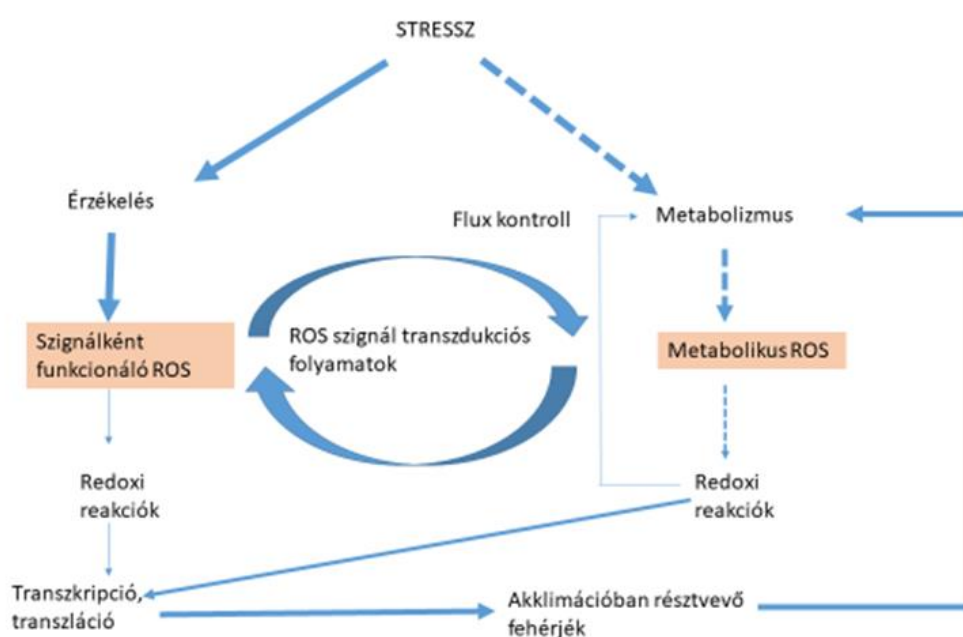 STRESSZ
Érzékelés
Flux kontroll
Metabolizmus
Szignálként
funkcionáló ROS
ROS szignál transzdukciós
folyamatok
Metabolikus ROS
Redoxi
reakciók
Redoxi
reakciók
Transzkripció,
transzláció
Akklimációban résztvevő
fehérjék